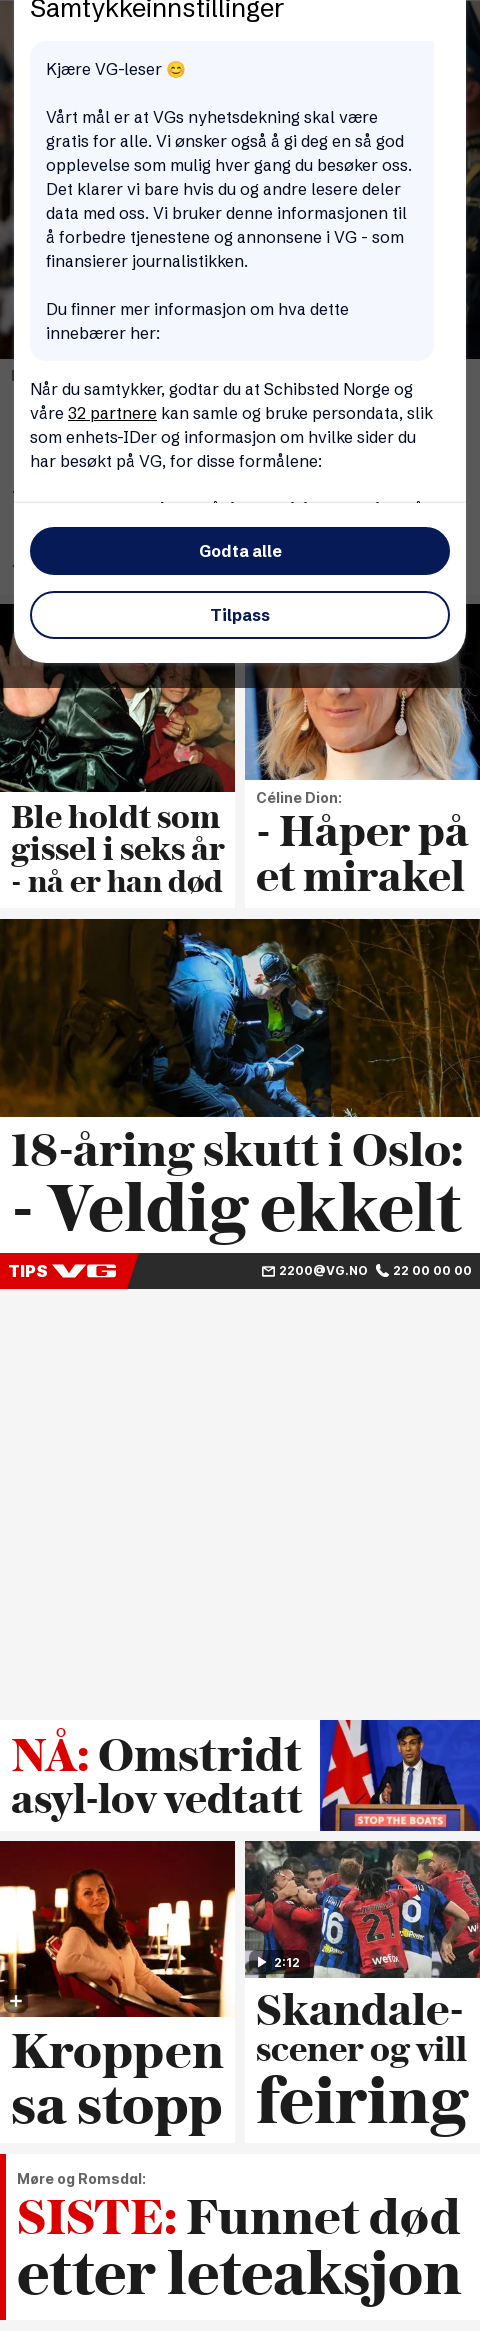 Samtykkeinnstillinger
Kjære VG-leser 😊
Vårt mål er at VGs nyhetsdekning skal være
gratis for alle. Vi ønsker også å gi deg en så god
opplevelse som mulig hver gang du besøker oss.
Det klarer vi bare hvis du og andre lesere deler
data med oss. Vi bruker denne informasjonen til
å forbedre tjenestene og annonsene i VG - som
finansierer journalistikken.
Du finner mer informasjon om hva dette
innebærer her:
Når du samtykker, godtar du at Schibsted Norge og
våre 32 partnere kan samle og bruke persondata, slik
som enhets-IDer og informasjon om hvilke sider du
har besøkt på VG, for disse formålene:
Godta alle
Tilpass
Ble holdt som
gissel i seks år
- nå er han død
Céline Dion:
- Håper på
et mirakel
18-åring skutt i Oslo:
- Veldig ekkelt
TIPS VG
2200@VG.NO
22 00 00 00
NÅ: Omstridt
asyl-lov vedtatt
STOP THE BOATS
Kroppen
sa stopp
2:12
Skandale-
scener og vill
feiring
Møre og Romsdal:
SISTE: Funnet død
etter leteaksjon